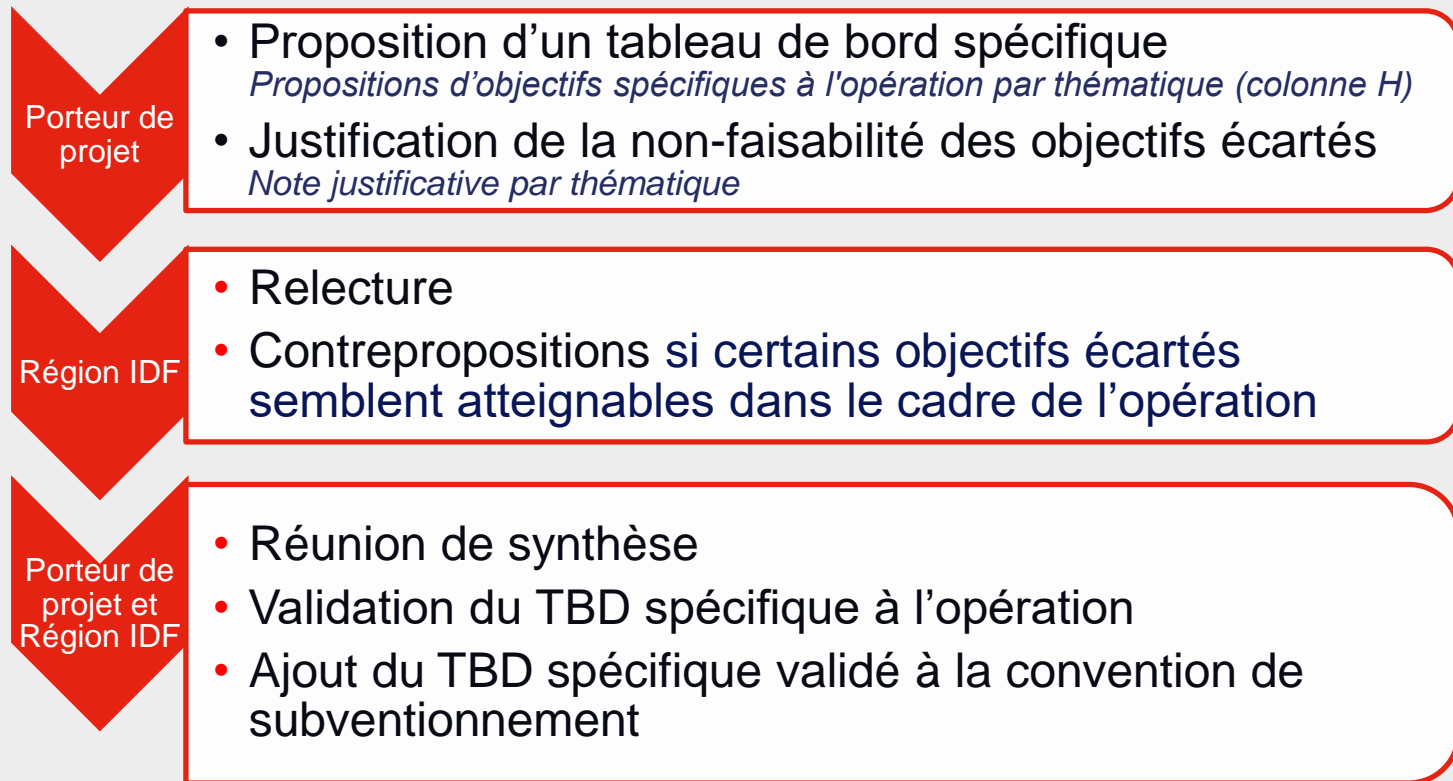 Porteur de
projet
• Proposition d’un tableau de bord spécifique
Propositions d’objectifs spécifiques à l'opération par thématique (colonne H)
• Justification de la non-faisabilité des objectifs écartés
Note justificative par thématique
Région IDF
• Relecture
• Contrepropositions si certains objectifs écartés
semblent atteignables dans le cadre de l’opération
Porteur de
projet et
Région IDF
• Réunion de synthèse
• Validation du TBD spécifique à l’opération
• Ajout du TBD spécifique validé à la convention de
subventionnement